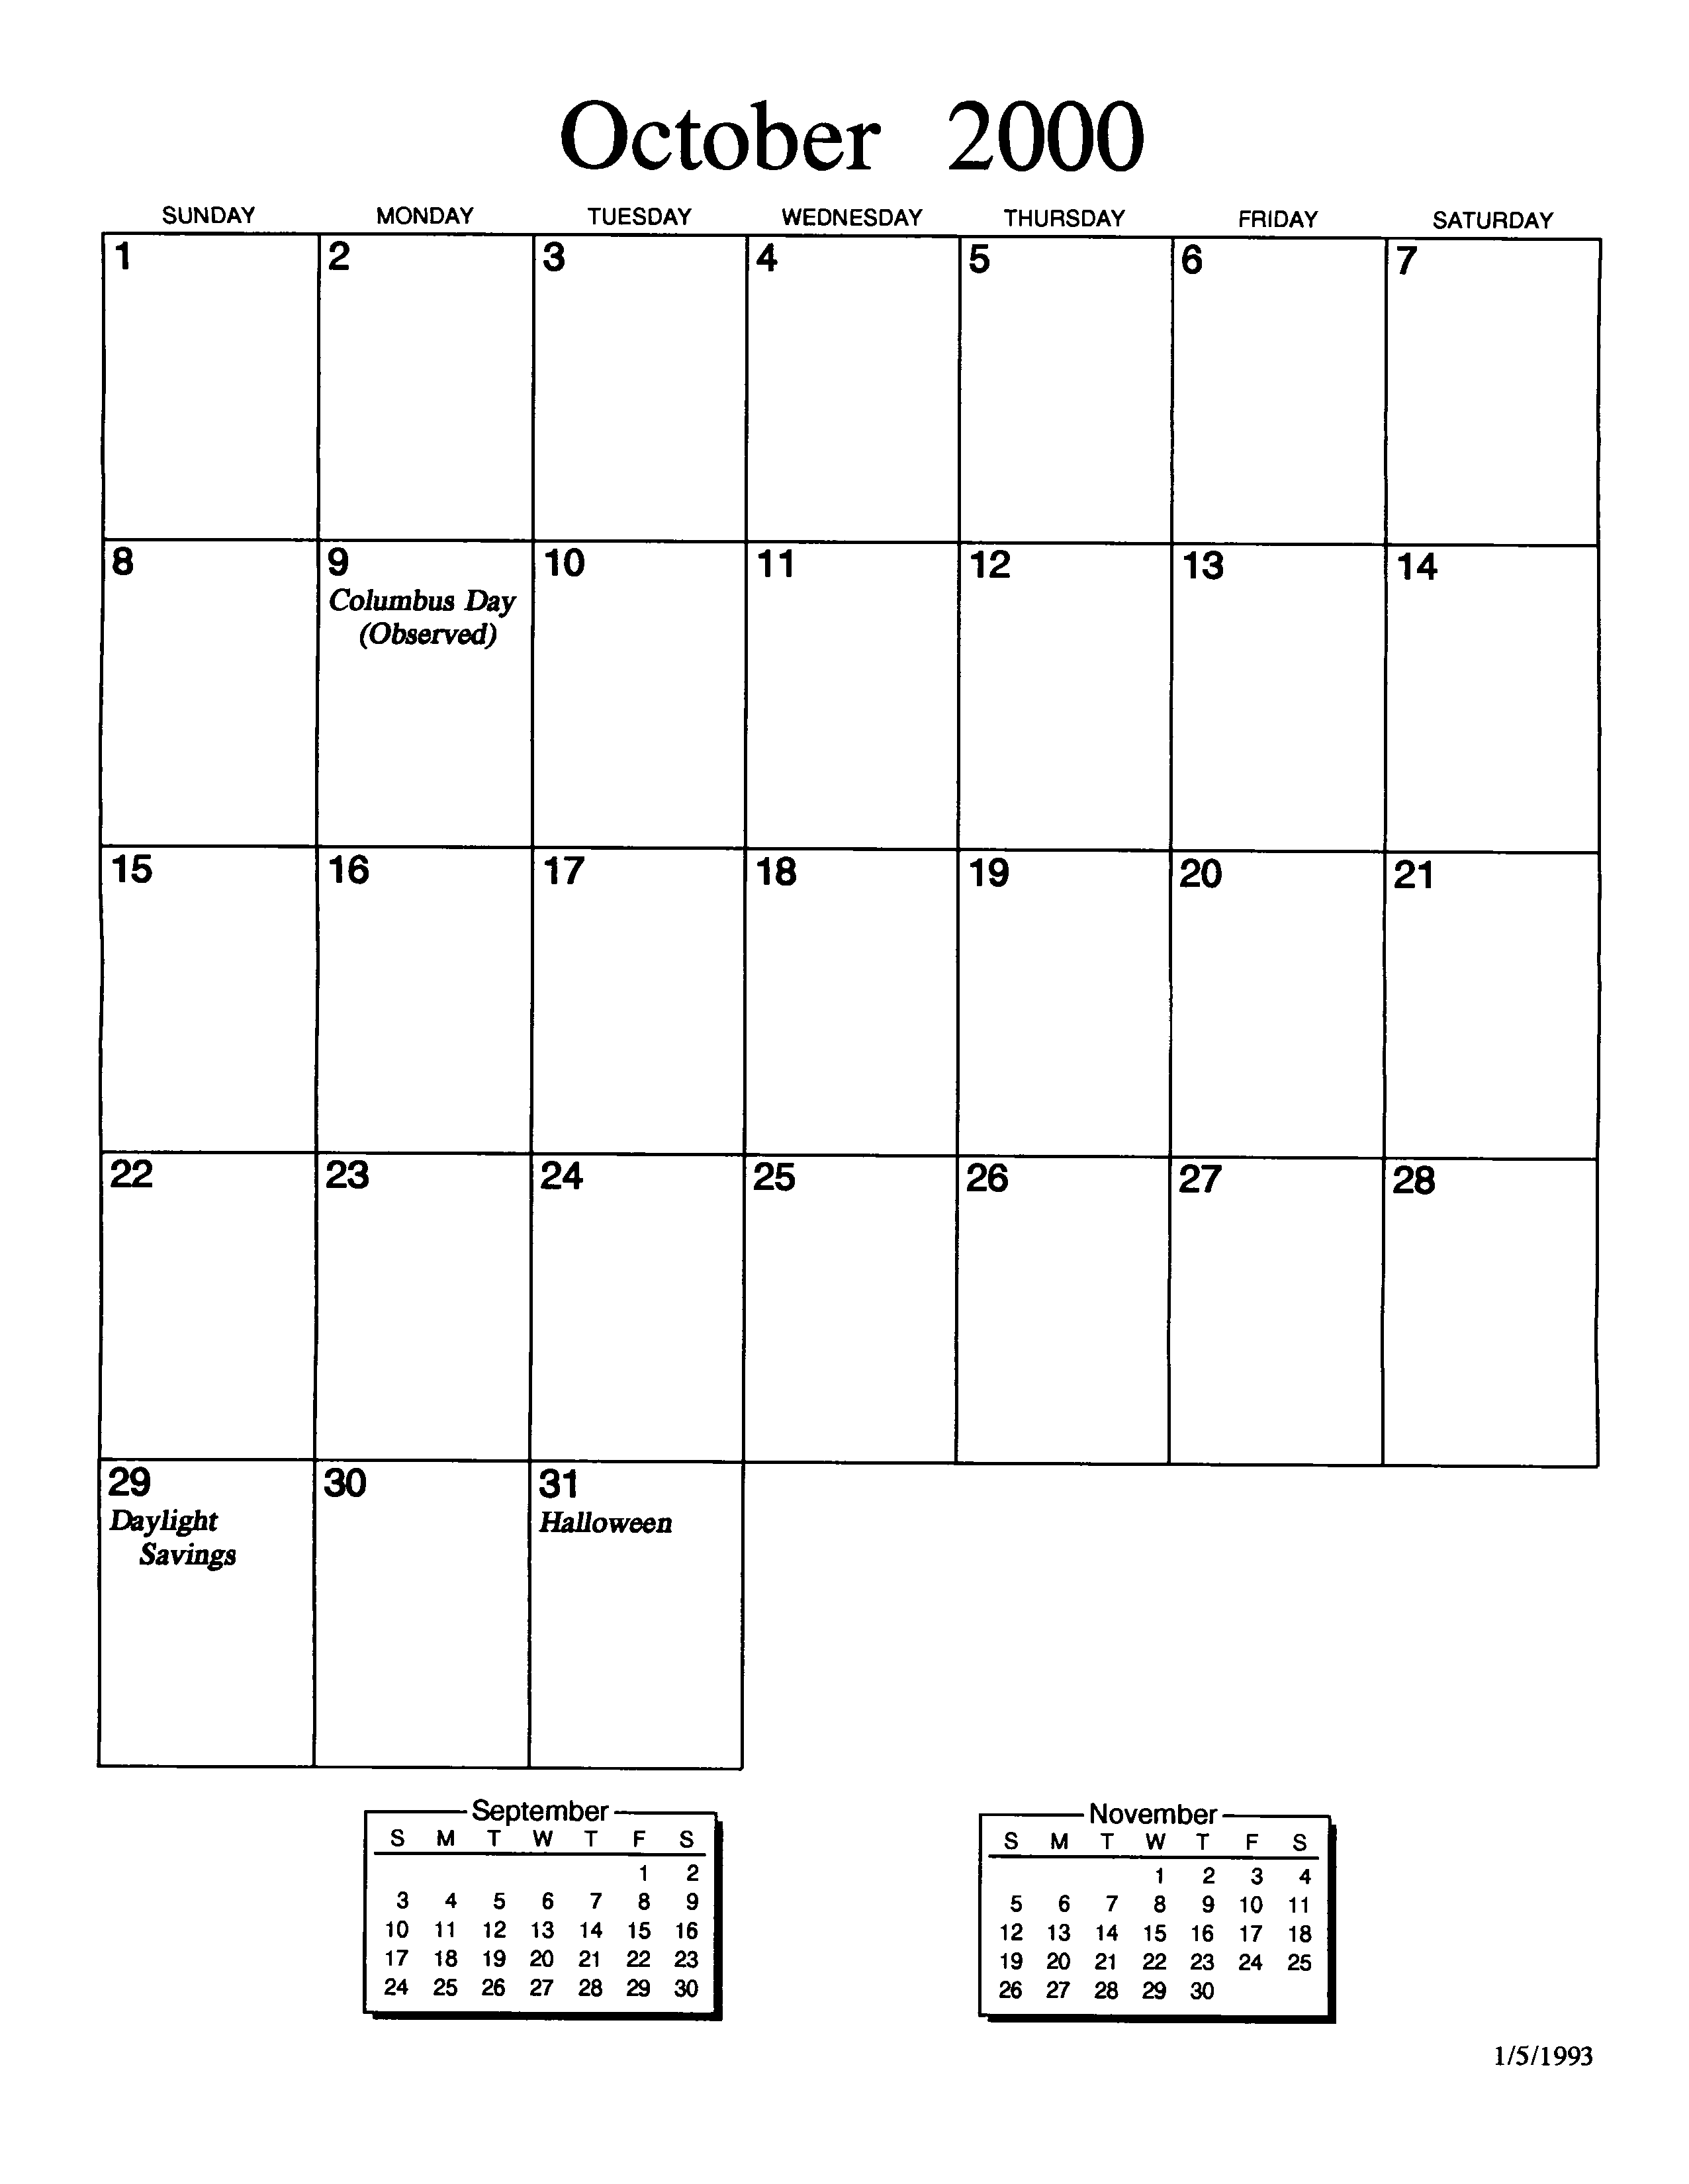 October 2000
SUNDAY MONDAY TUESDAY WEDNESDAY THURSDAY FRIDAY SATURDAY
1 2 3 4 5 6 7
8 9 10 11 12 13 14
Columbus Day
(Observed)
15 16 17 18 19 20 21
22 23 24 25 26 27 28
29 30 31
Daylight Halloween
Savings
September
S M T W T F S
1 2
3 4 5 6 7 8 9
10 11 12 13 14 15 16
17 18 19 20 21 22 23
24 25 26 27 28 29 30
November
S M T W T F S
1 2 3 4
5 6 7 8 9 10 11
12 13 14 15 16 17 18
19 20 21 22 23 24 25
26 27 28 29 30
1/5/1993